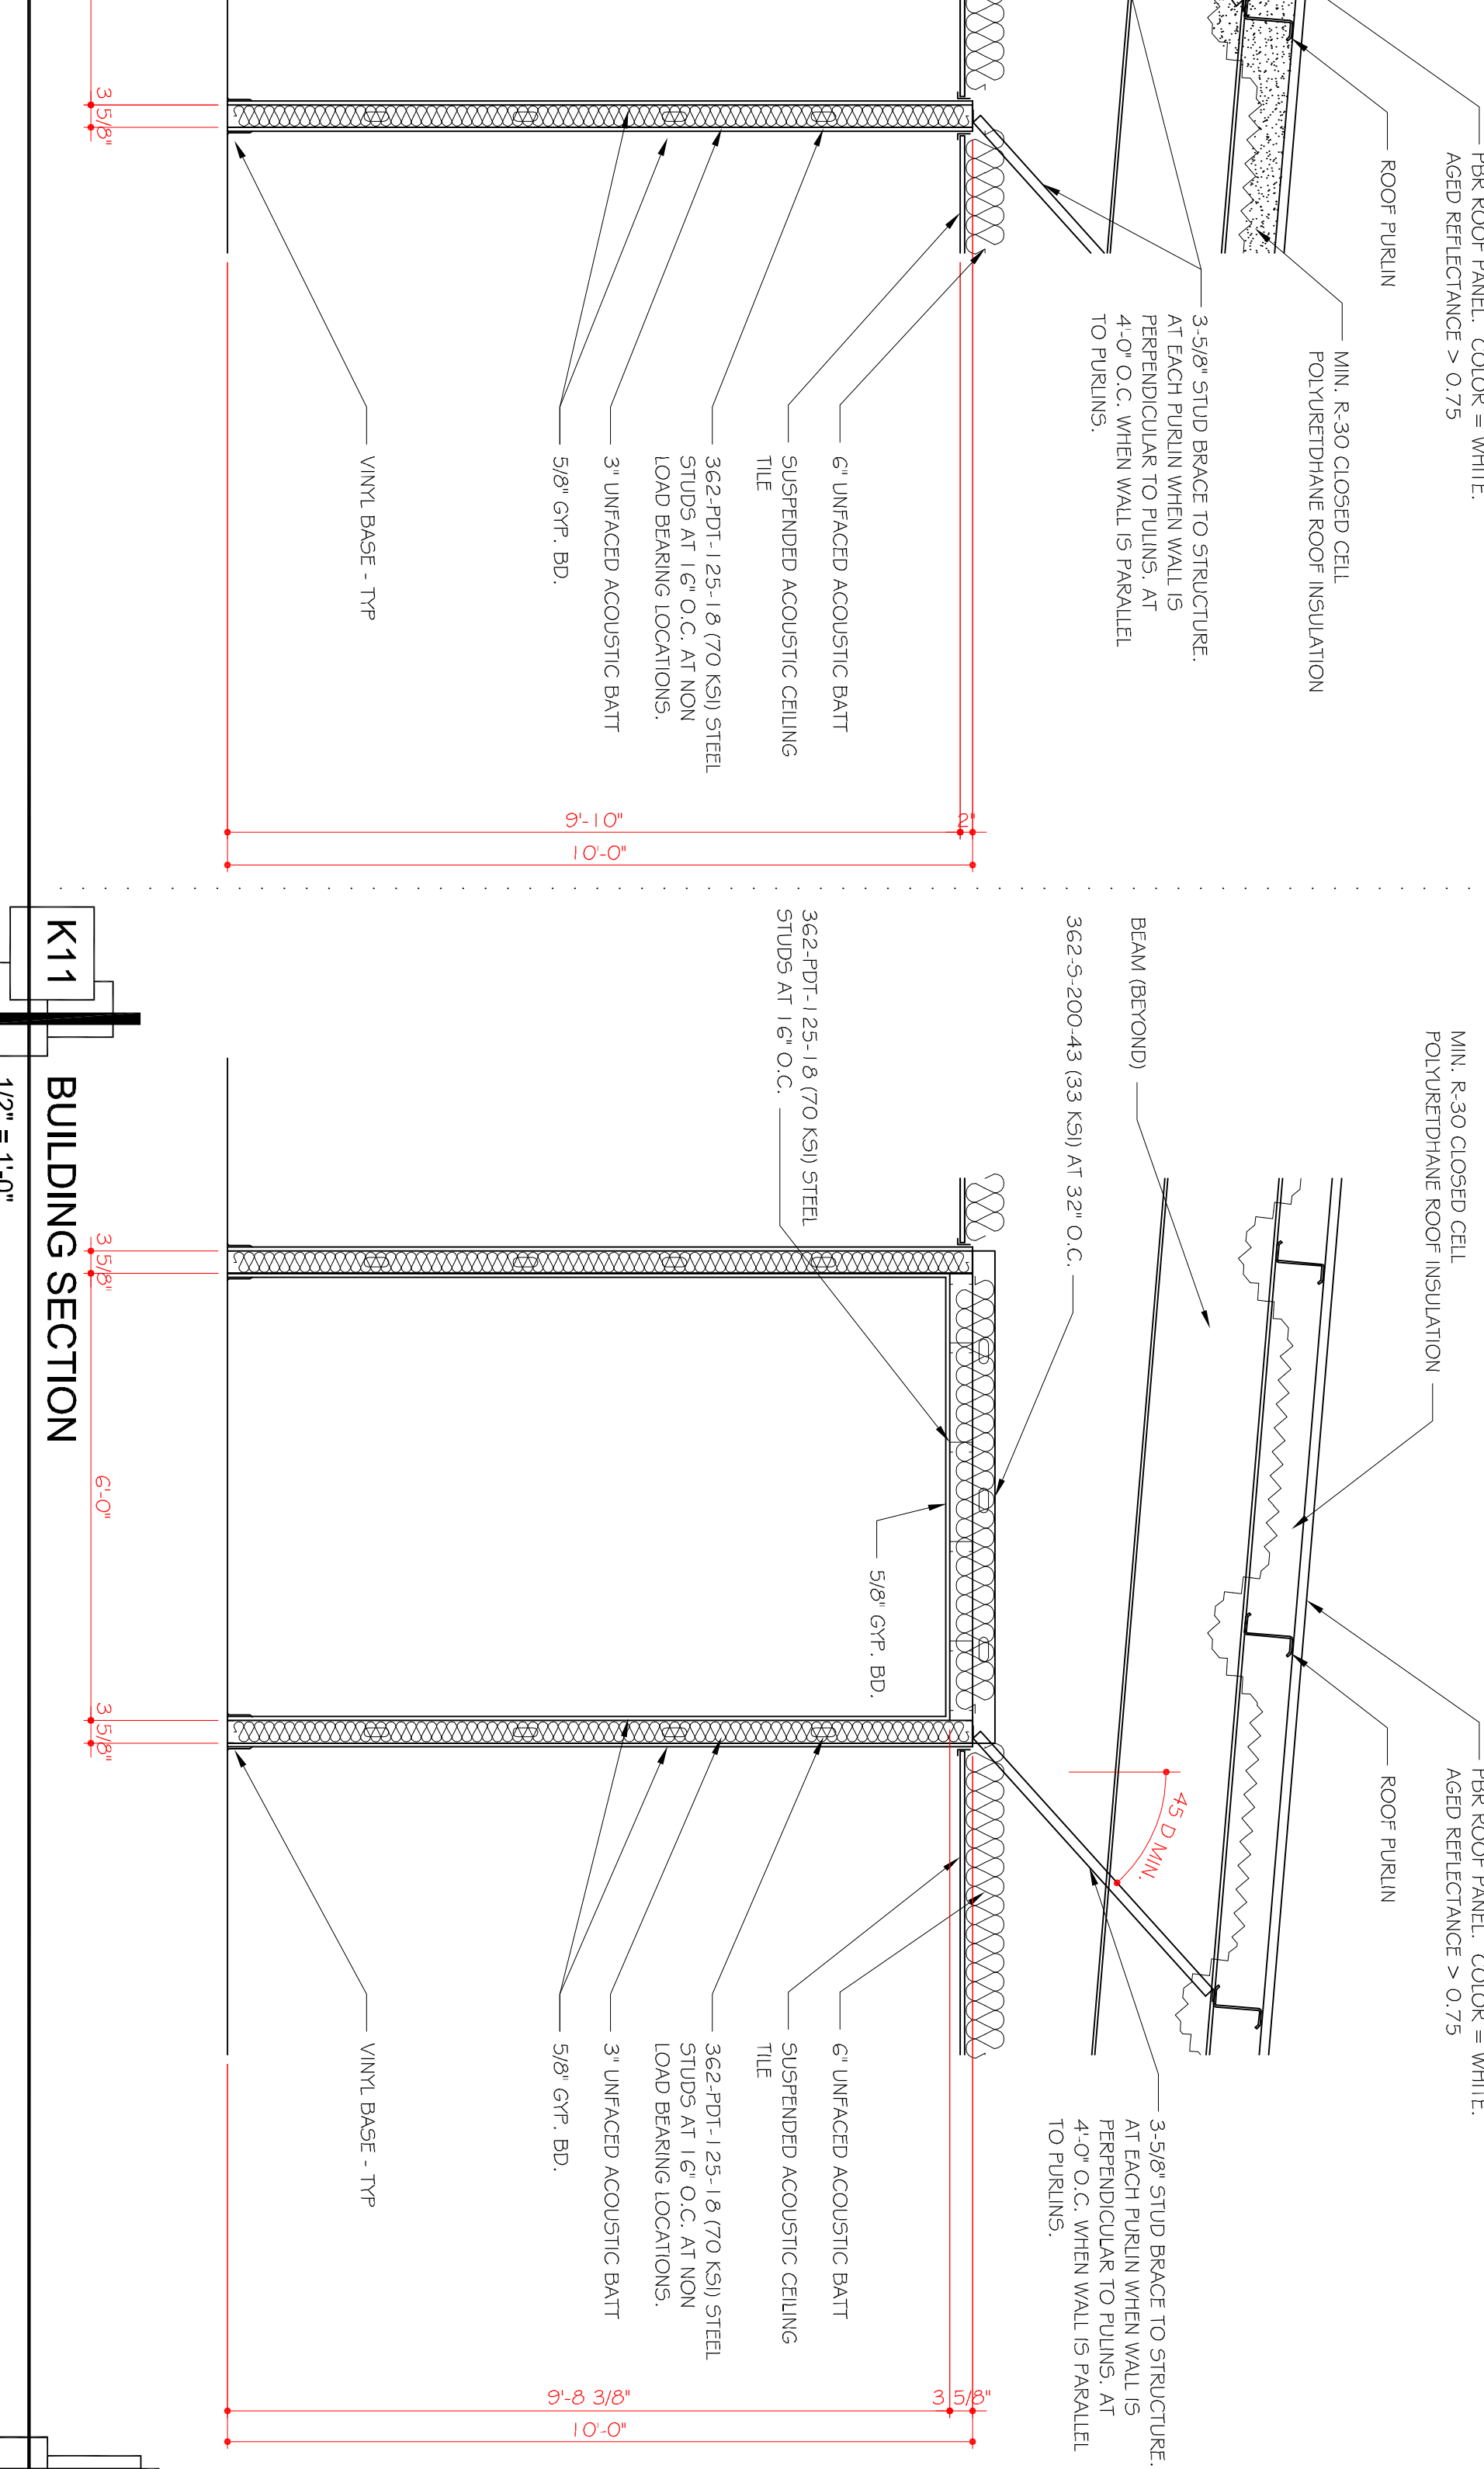 PBR ROOF PANEL. COLOR = WHITE.
AGED REFLECTANCE > 0.75
ROOF PURLIN
MIN. R-30 CLOSED CELL
POLYURETDHANE ROOF INSULATION
3-5/8" STUD BRACE TO STRUCTURE.
AT EACH PURLIN WHEN WALL IS
PERPENDICULAR TO PULINS. AT
4'-0" O.C. WHEN WALL IS PARALLEL
TO PURLINS.
6" UNFACED ACOUSTIC BATT
SUSPENDED ACOUSTIC CEILING
TILE
362-PDT-125-18 (70 KSI) STEEL
STUDS AT 16" O.C. AT NON
LOAD BEARING LOCATIONS.
3" UNFACED ACOUSTIC BATT
5/8" GYP. BD.
VINYL BASE - TYP
3 5/8"
2"
9'-10"
10'-0"
MIN. R-30 CLOSED CELL
POLYURETDHANE ROOF INSULATION
BEAM (BEYOND)
362-S-200-43 (33 KSI) AT 32" O.C.
362-PDT-125-18 (70 KSI) STEEL
STUDS AT 16" O.C.
5/8" GYP. BD.
PBR ROOF PANEL. COLOR = WHITE.
AGED REFLECTANCE > 0.75
ROOF PURLIN
45 D MIN.
3-5/8" STUD BRACE TO STRUCTURE.
AT EACH PURLIN WHEN WALL IS
PERPENDICULAR TO PULINS. AT
4'-0" O.C. WHEN WALL IS PARALLEL
TO PURLINS.
6" UNFACED ACOUSTIC BATT
SUSPENDED ACOUSTIC CEILING
TILE
362-PDT-125-18 (70 KSI) STEEL
STUDS AT 16" O.C. AT NON
LOAD BEARING LOCATIONS.
3" UNFACED ACOUSTIC BATT
5/8" GYP. BD.
VINYL BASE - TYP
3 5/8"
9'-8 3/8"
10'-0"
3 5/8"
6'-0"
3 5/8"
K11
BUILDING SECTION
1/2" = 1'-0"